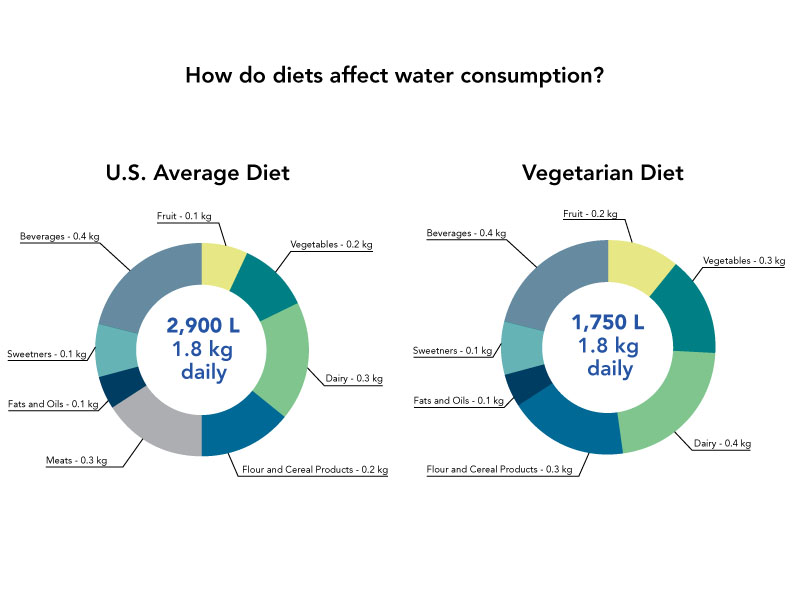 How do diets affect water consumption?
U.S. Average Diet
Fruit - 0.1 kg
Beverages - 0.4 kg
Vegetables - 0.2 kg
2,900 L
1.8 kg
daily
Sweetners - 0.1 kg
Dairy - 0.3 kg
Fats and Oils - 0.1 kg
Meats - 0.3 kg
Flour and Cereal Products - 0.2 kg
Vegetarian Diet
Fruit - 0.2 kg
Beverages - 0.4 kg
Vegetables - 0.3 kg
1,750 L
1.8 kg
daily
Sweetners - 0.1 kg
Fats and Oils - 0.1 kg
Dairy - 0.4 kg
Flour and Cereal Products - 0.3 kg